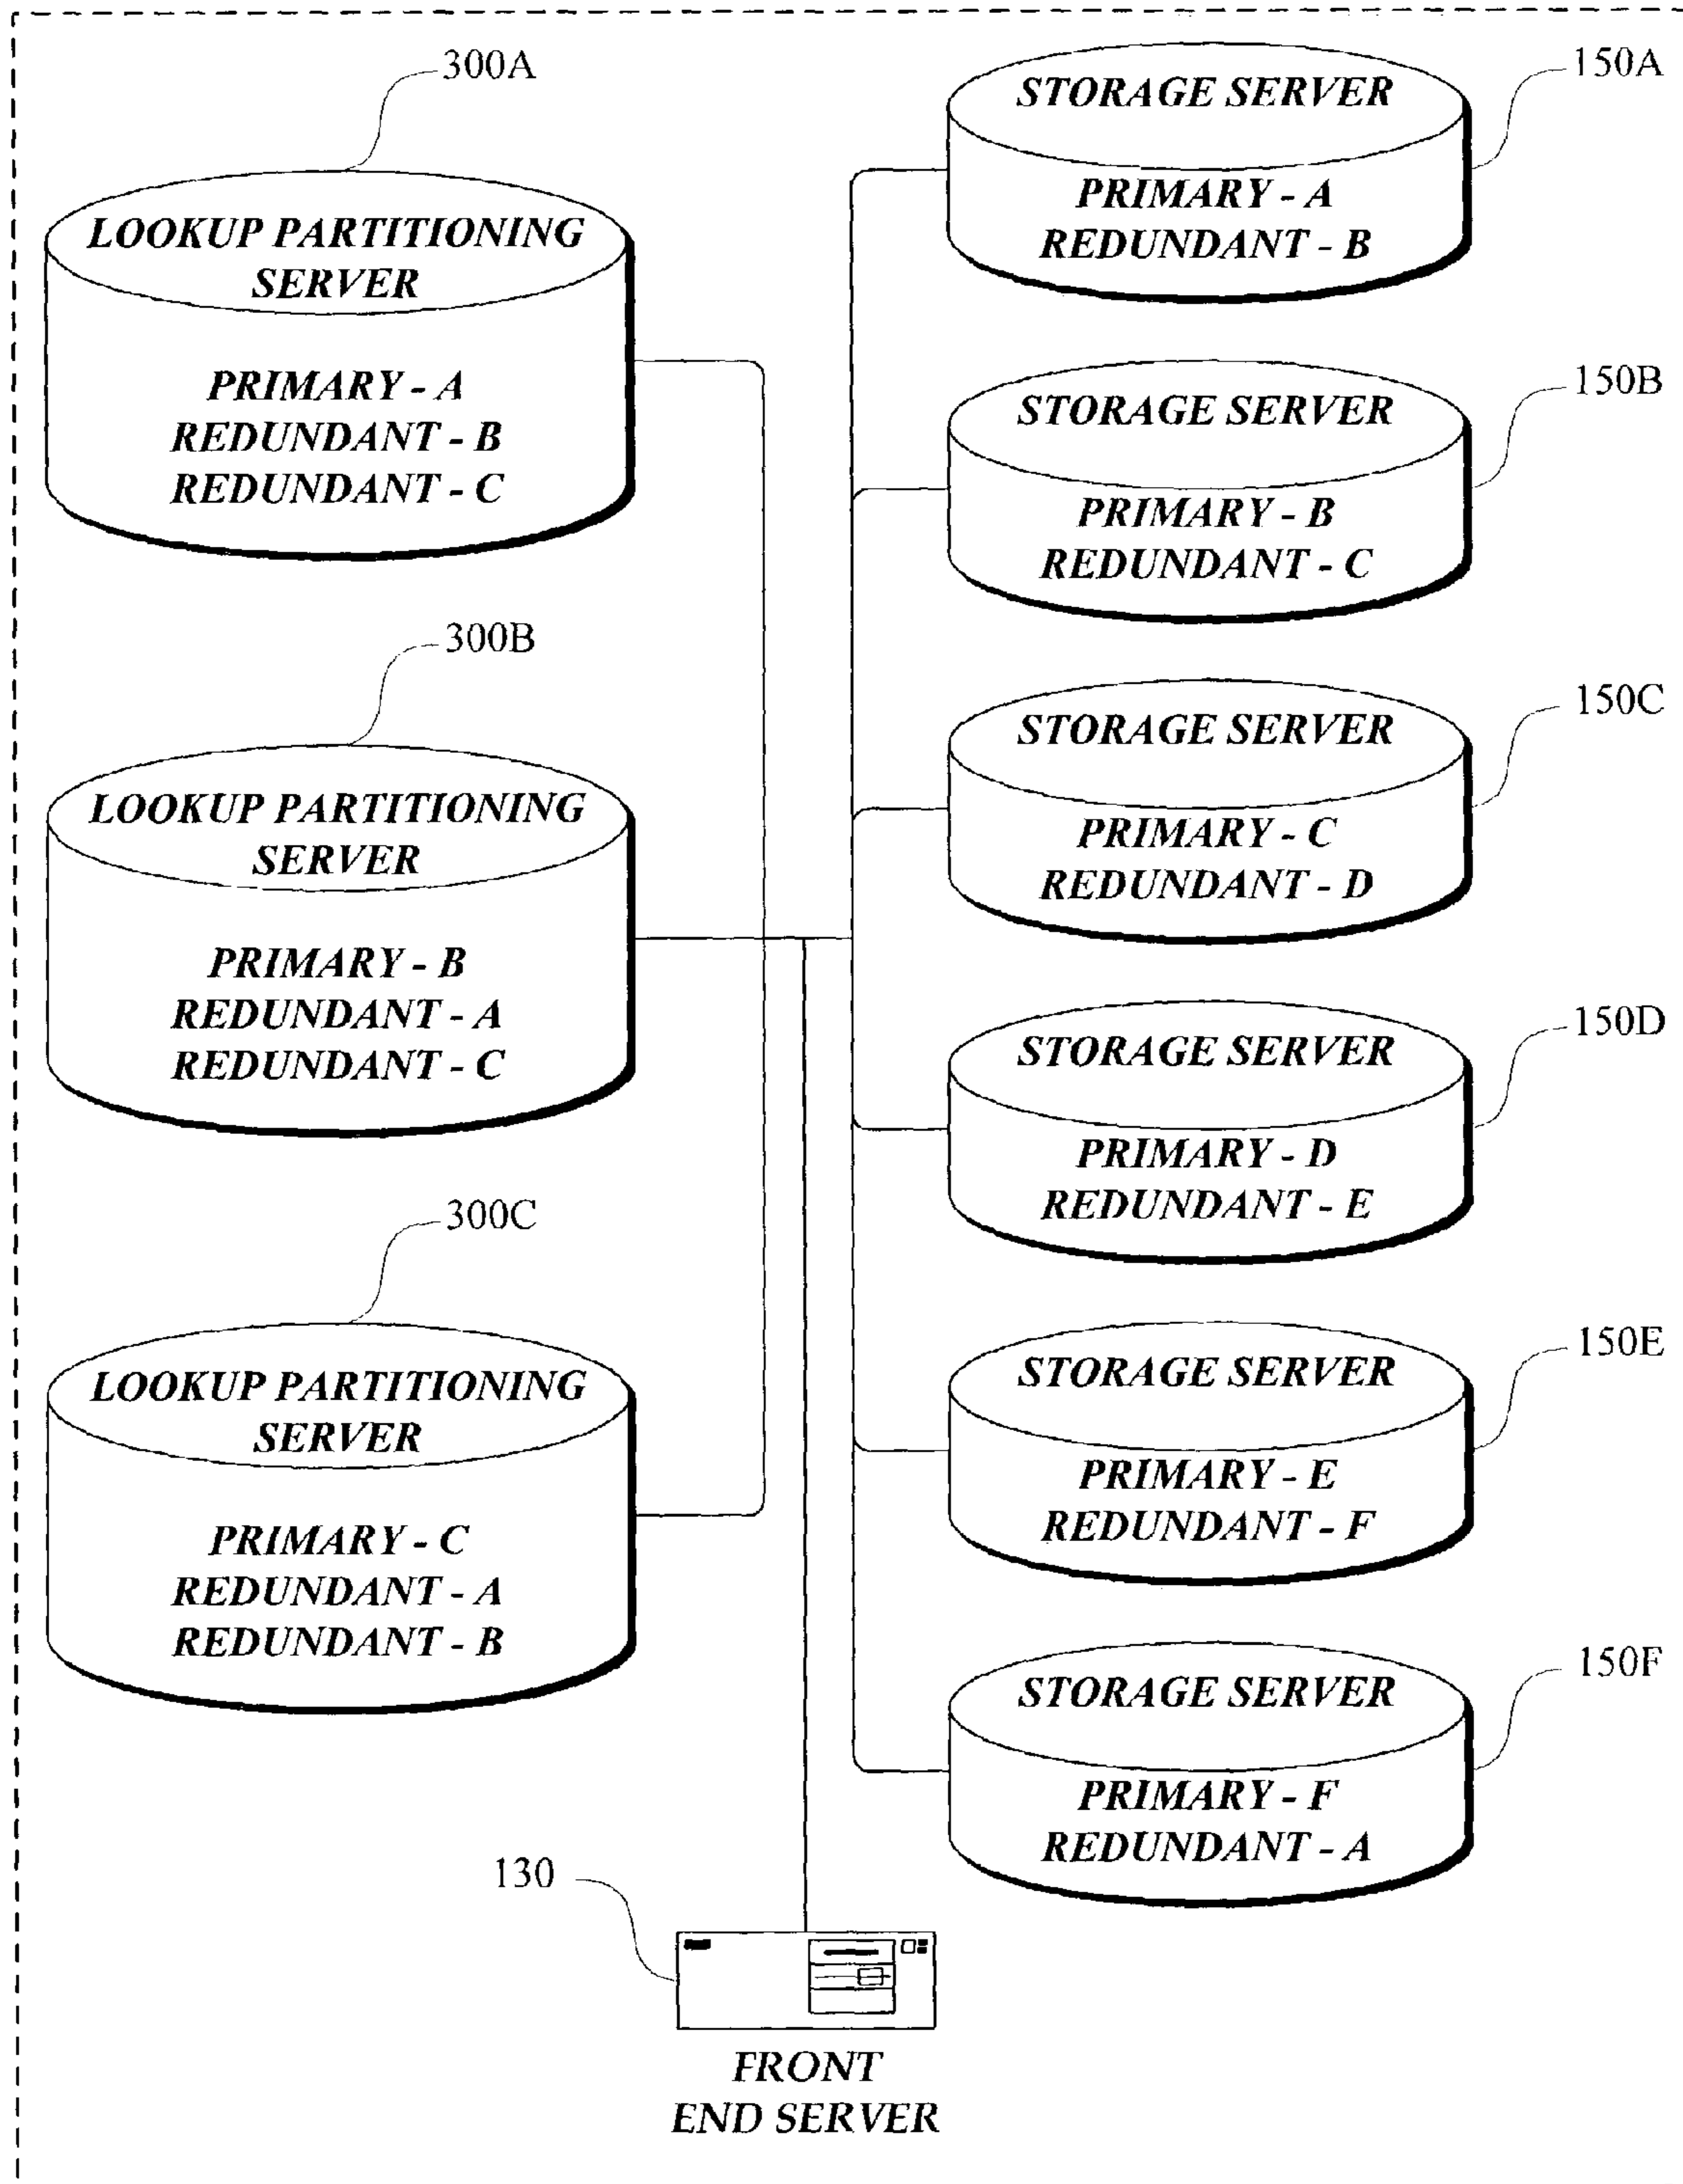 300A
LOOKUP PARTITIONING
SERVER
PRIMARY - A
REDUNDANT - B
REDUNDANT - C
300B
LOOKUP PARTITIONING
SERVER
PRIMARY - B
REDUNDANT - A
REDUNDANT - C
300C
LOOKUP PARTITIONING
SERVER
PRIMARY - C
REDUNDANT - A
REDUNDANT - B
150A
STORAGE SERVER
PRIMARY - A
REDUNDANT - B
150B
STORAGE SERVER
PRIMARY - B
REDUNDANT - C
150C
STORAGE SERVER
PRIMARY - C
REDUNDANT - D
150D
STORAGE SERVER
PRIMARY - D
REDUNDANT - E
150E
STORAGE SERVER
PRIMARY - E
REDUNDANT - F
150F
STORAGE SERVER
PRIMARY - F
REDUNDANT - A
130
FRONT
END SERVER